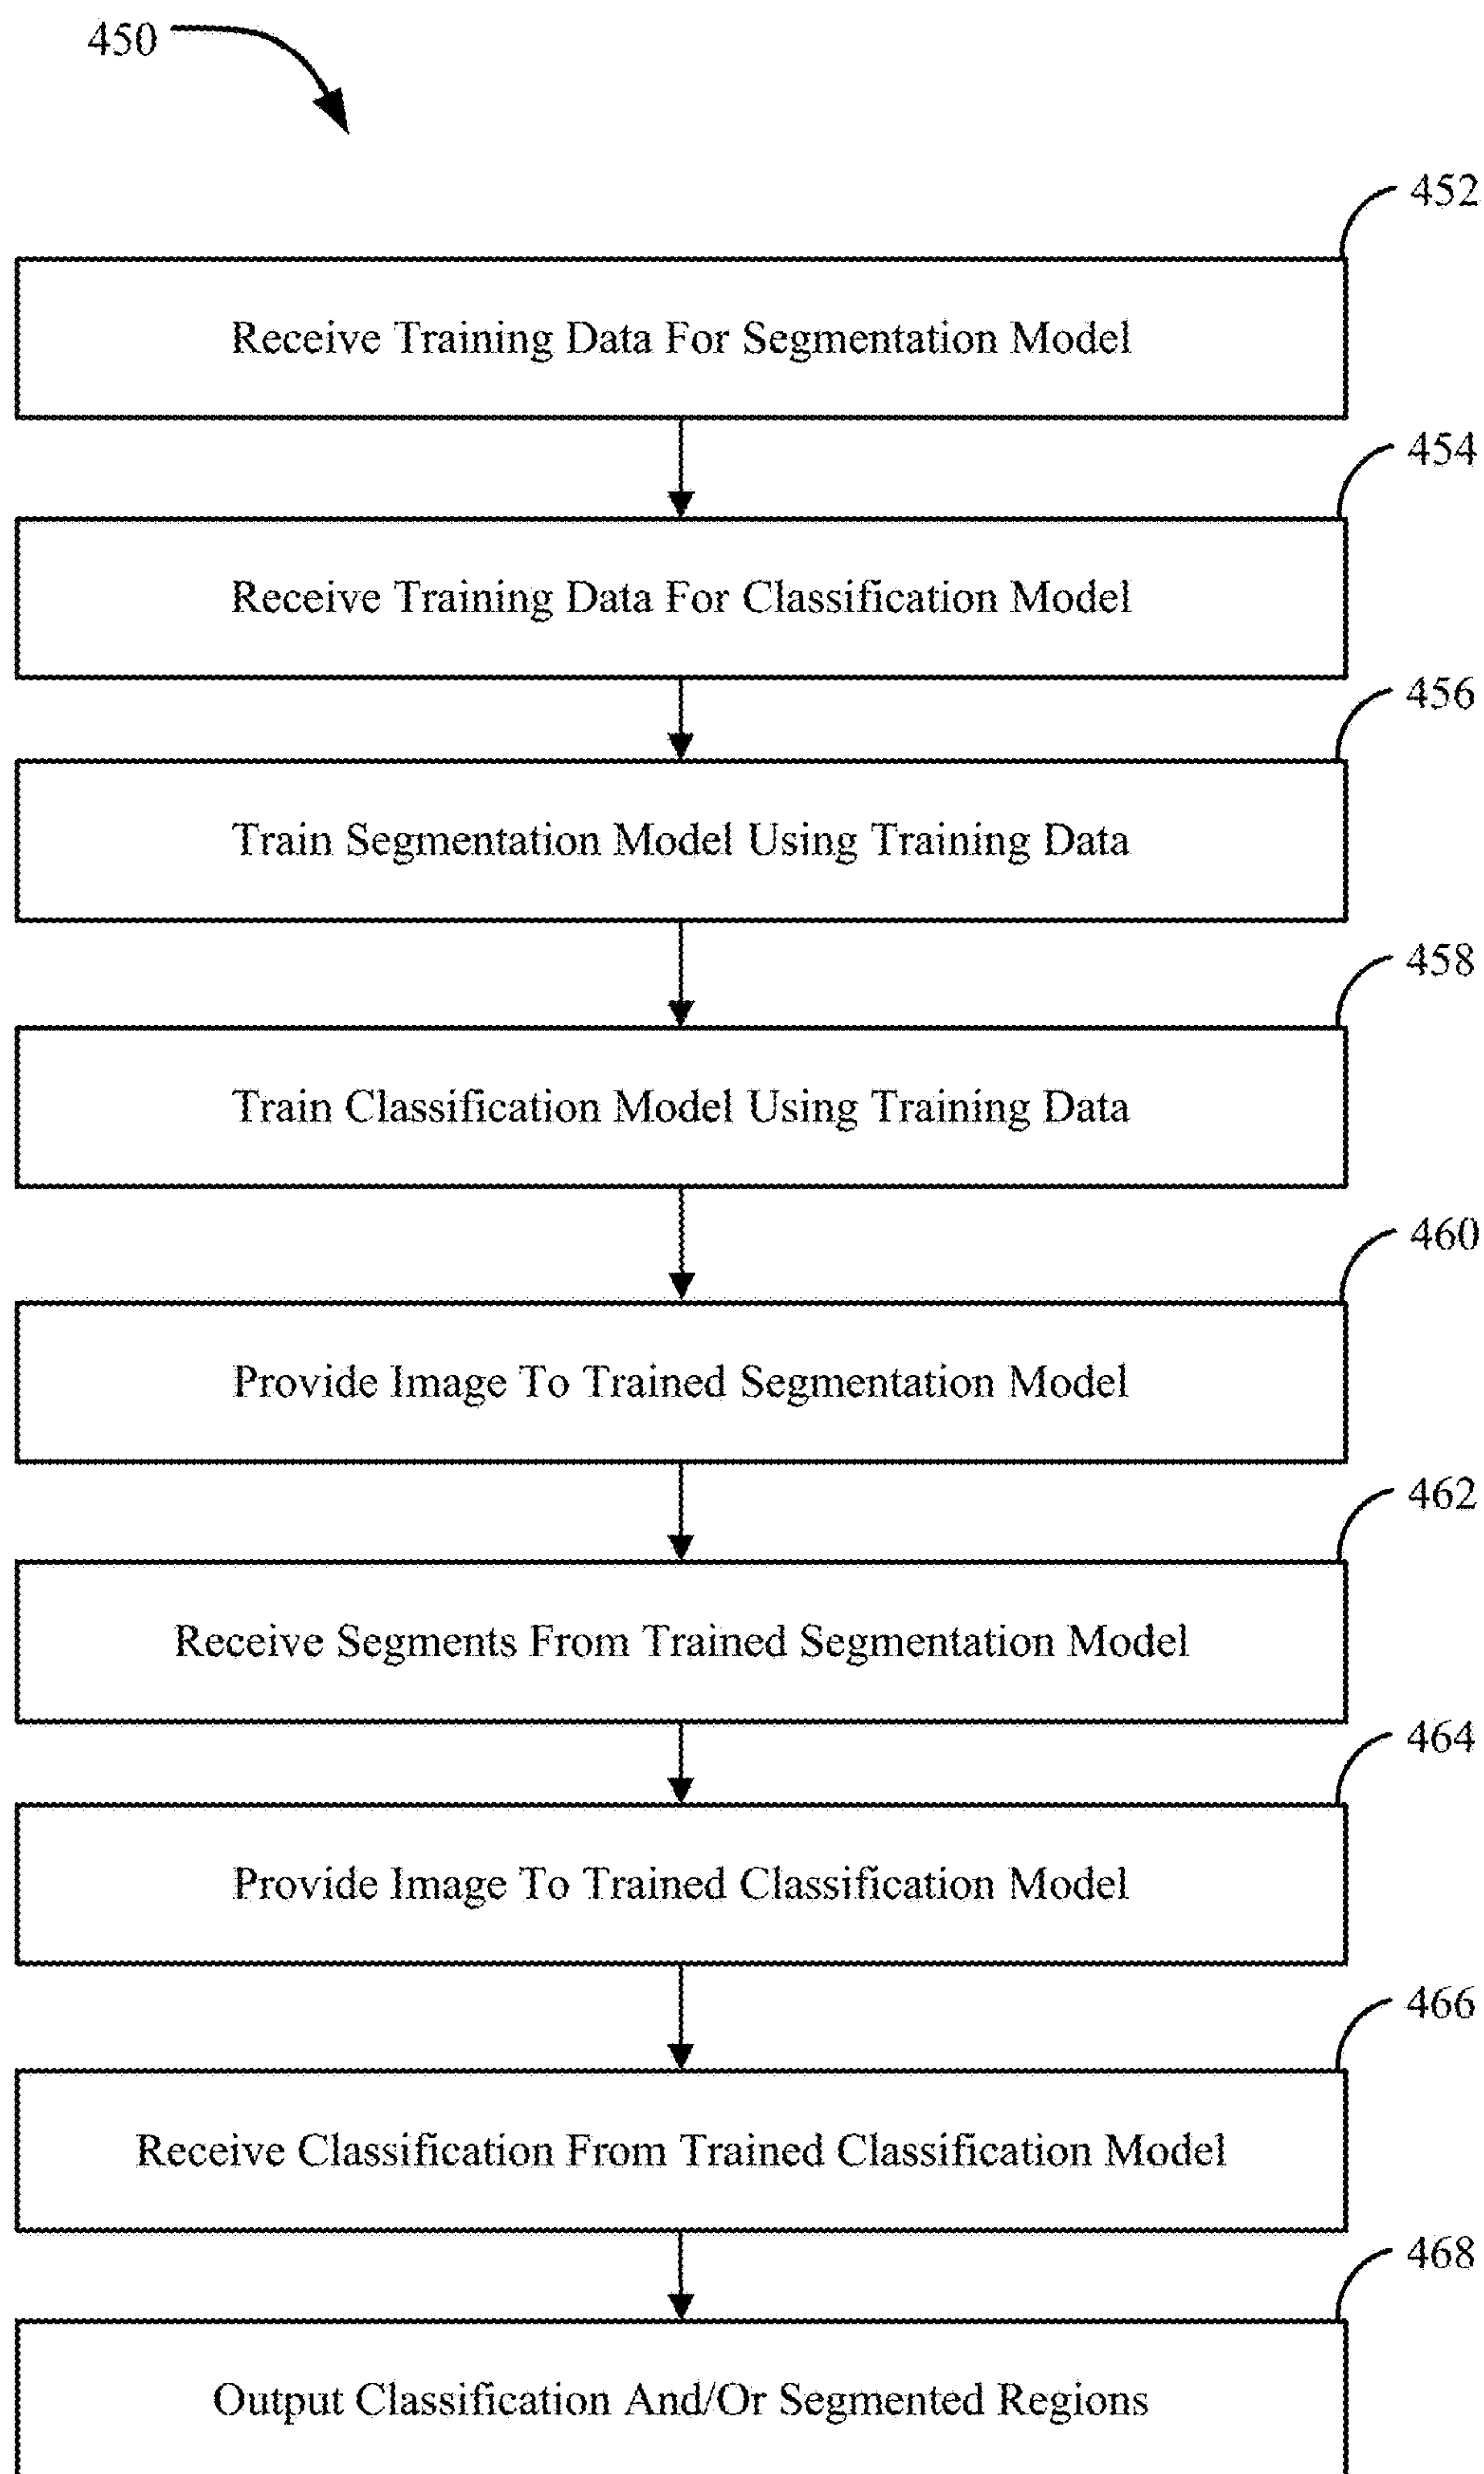 450
452
Receive Training Data For Segmentation Model
454
Receive Training Data For Classification Model
456
Train Segmentation Model Using Training Data
458
Train Classification Model Using Training Data
460
Provide Image To Trained Segmentation Model
462
Receive Segments From Trained Segmentation Model
464
Provide Image To Trained Classification Model
466
Receive Classification From Trained Classification Model
468
Output Classification And/Or Segmented Regions